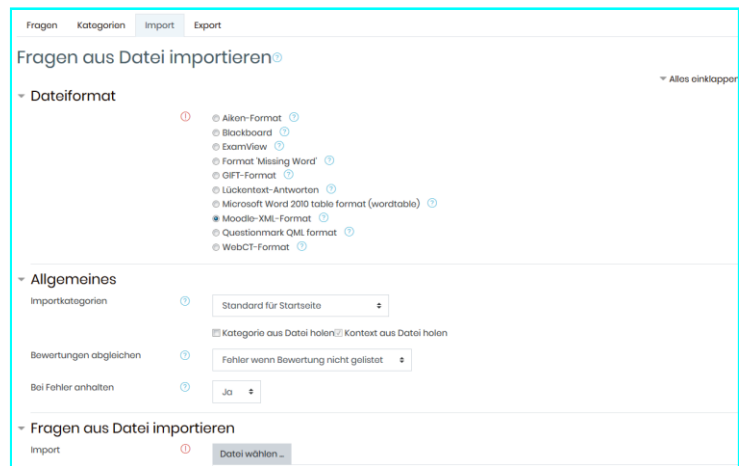 Fragen Kategorien Import Export
Fragen aus Datei importieren
Alles einklappen
Dateiformat
Aiken-Format
Blackboard
ExamView
Format 'Missing Word'
GIFT-Format
Lückentext-Antworten
Microsoft Word 2010 table format (wordtable)
Moodle-XML-Format
Questionmark QML format
WebCT-Format
Allgemeines
Importkategorien Standard für Startseite
Kategorie aus Datei holen Kontext aus Datei holen
Bewertungen abgleichen Fehler wenn Bewertung nicht gelistet
Bei Fehler anhalten Ja
Fragen aus Datei importieren
Import Datei wählen ...